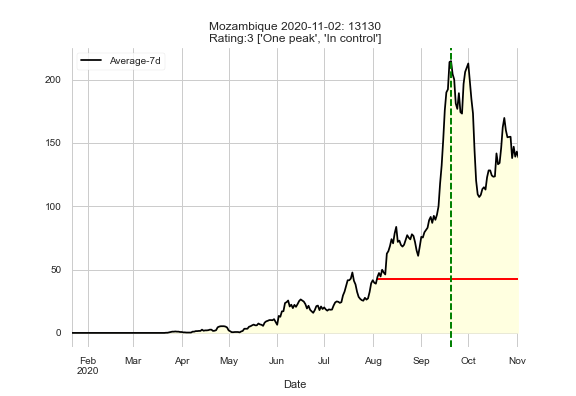 Mozambique 2020-11-02: 13130
Rating:3 ['One peak', 'In control']
Average-7d
200
150
100
50
0
Feb Mar Apr May Jun Jul Aug Sep Oct Nov
2020
Date